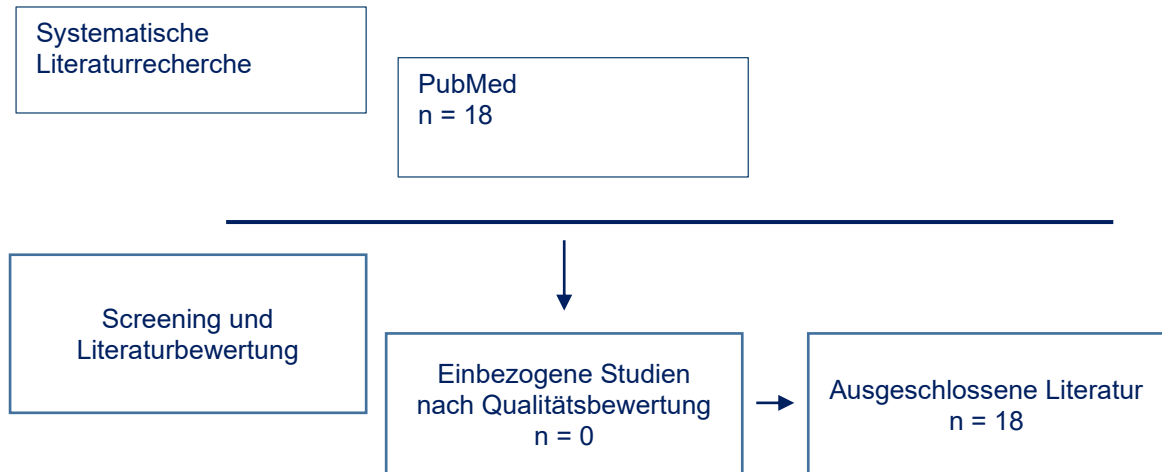 Systematische
Literaturrecherche
PubMed
n = 18
Screening und
Literaturbewertung
Einbezogene Studien
nach Qualitätsbewertung
n = 0
Ausgeschlossene Literatur
n = 18